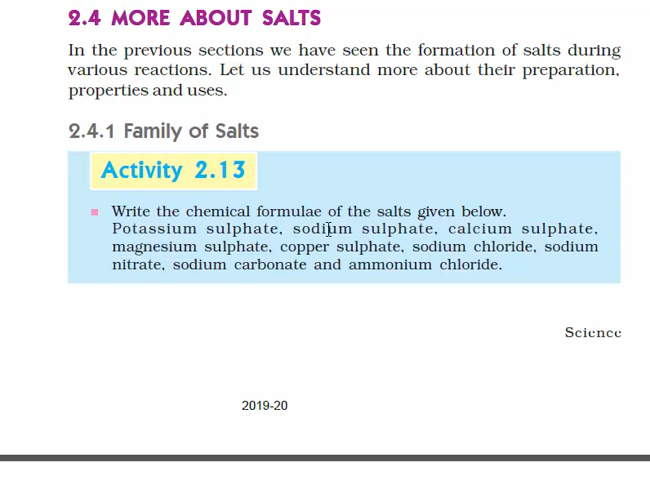 2.4 MORE ABOUT SALTS
In the previous sections we have seen the formation of salts during
various reactions. Let us understand more about their preparation,
properties and uses.
2.4.1 Family of Salts
Activity 2.13
Write the chemical formulae of the salts given below.
Potassium sulphate, sodium sulphate, calcium sulphate,
magnesium sulphate, copper sulphate, sodium chloride, sodium
nitrate, sodium carbonate and ammonium chloride.
Science
2019-20